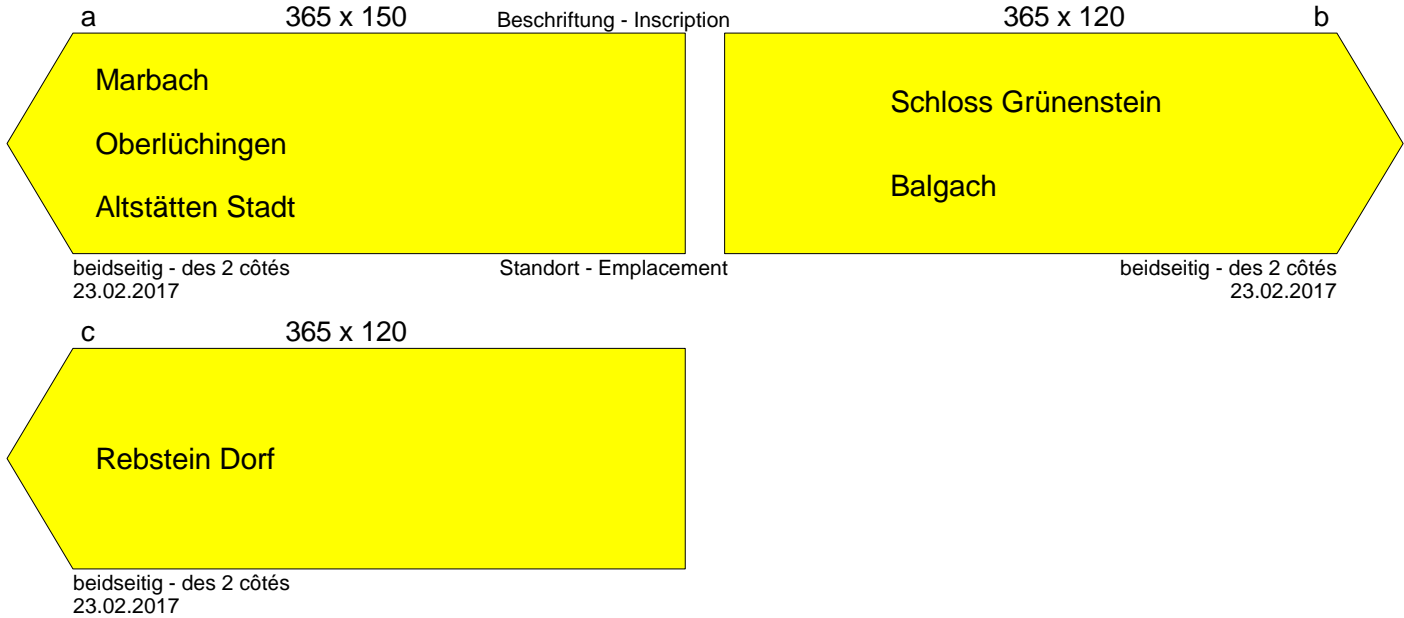 a 365 x 150 Beschriftung - Inscription 365 x 120 b
Marbach
Oberlüchingen
Altstätten Stadt
Schloss Grünenstein
Balgach
beidseitig - des 2 côtés
23.02.2017
Standort - Emplacement
beidseitig - des 2 côtés
23.02.2017
c 365 x 120
Rebstein Dorf
beidseitig - des 2 côtés
23.02.2017